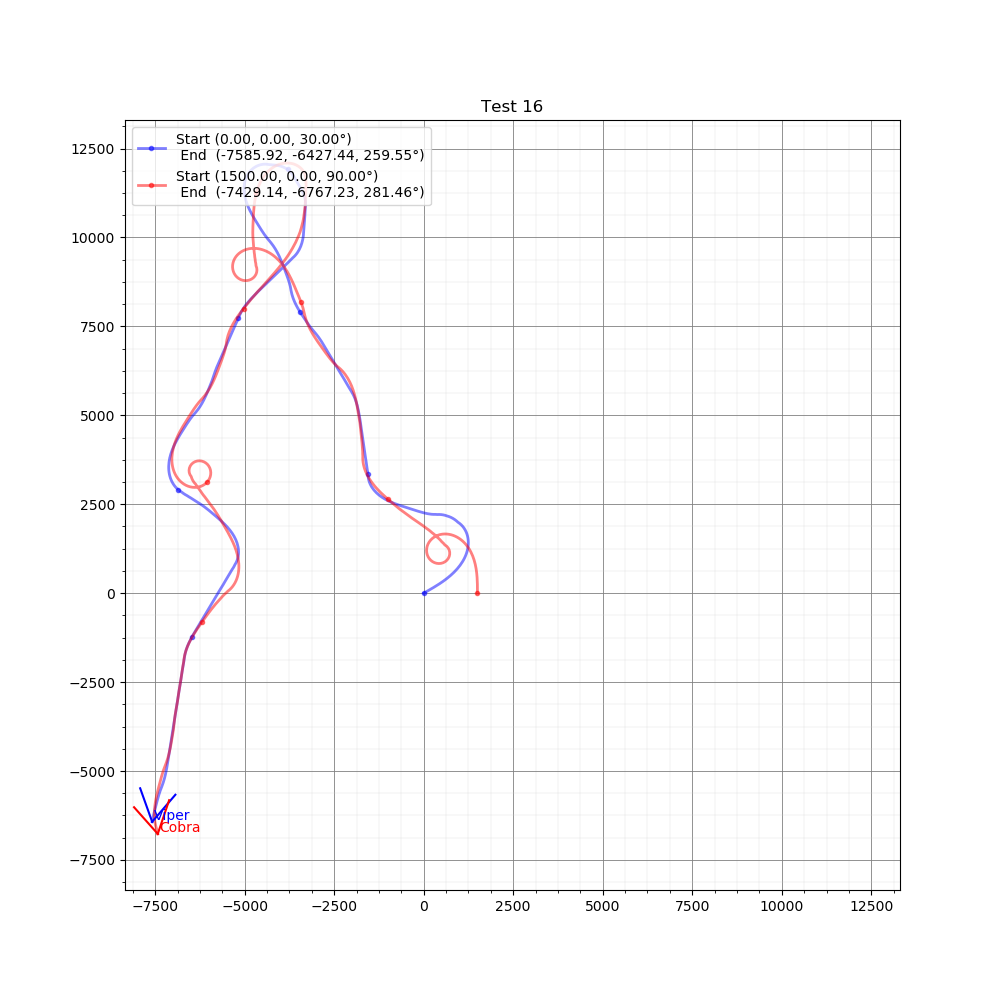 Test 16
Start (0.00, 0.00, 30.00°)
End (-7585.92, -6427.44, 259.55°)
Start (1500.00, 0.00, 90.00°)
End (-7429.14, -6767.23, 281.46°)
12500
10000
7500
5000
2500
0
−2500
−5000
−7500
Viper
Cobra
−7500 −5000 −2500 0 2500 5000 7500 10000 12500